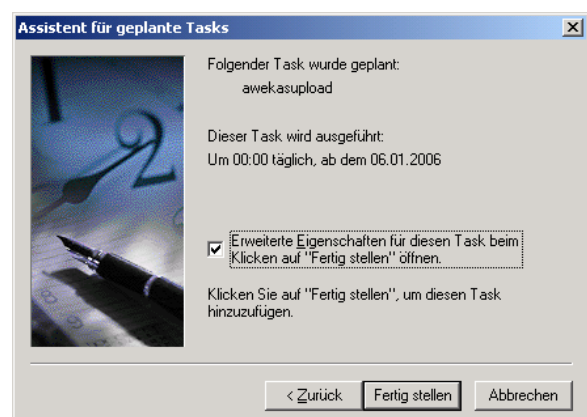 Assistent für geplante Tasks
Folgender Task wurde geplant:
awekasupload
Dieser Task wird ausgeführt:
Um 00:00 täglich, ab dem 06.01.2006
Erweiterte Eigenschaften für diesen Task beim
Klicken auf "Fertig stellen" öffnen.
Klicken Sie auf "Fertig stellen", um diesen Task
hinzuzufügen.
< Zurück
Fertig stellen
Abbrechen